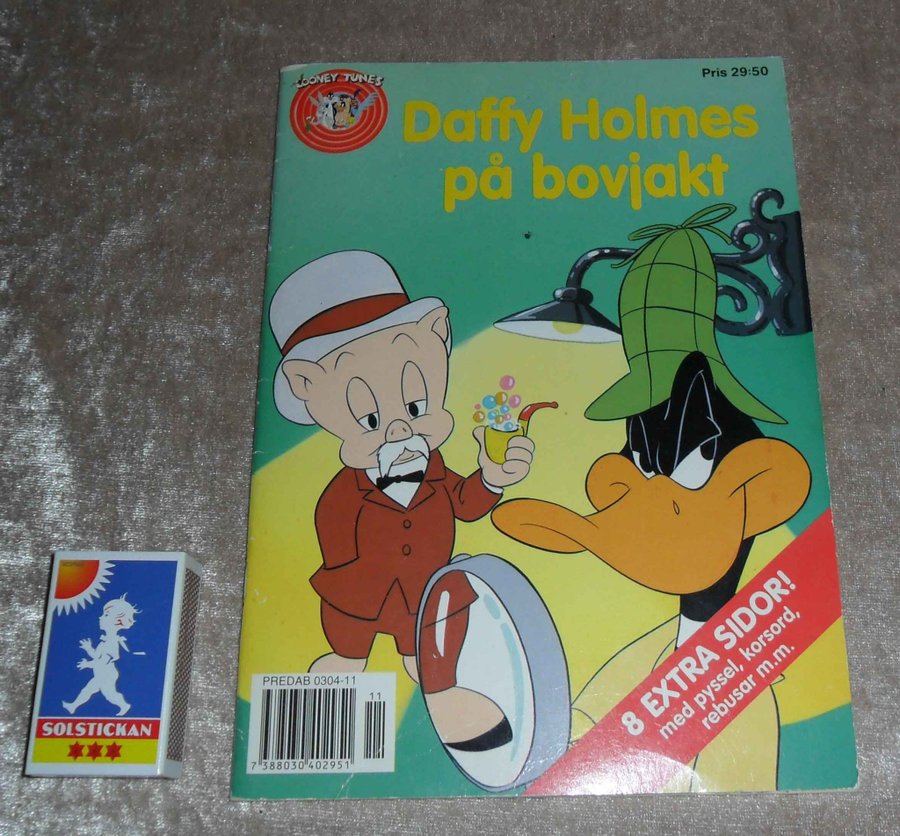 LOONEY TUNES
Pris 29:50
Daffy Holmes
på bovjakt
8 EXTRA SIDOR!
med pyssel, korsord,
rebusar m.m.
PREDAB 0304-11
11
7 388030 402951
SOLSTICKAN